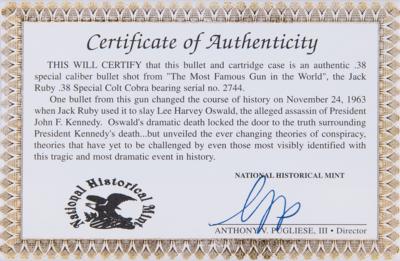 Certificate of Authenticity
THIS WILL CERTIFY that this bullet and cartridge case is an authentic .38
special caliber bullet shot from "The Most Famous Gun in the World", the Jack
Ruby .38 Special Colt Cobra bearing serial no. 2744.
One bullet from this gun changed the course of history on November 24, 1963
when Jack Ruby used it to slay Lee Harvey Oswald, the alleged assassin of President
John F. Kennedy. Oswald's dramatic death locked the door to the truth surrounding
President Kennedy's death...but unveiled the ever changing theories of conspiracy,
theories that have yet to be challenged by even those most visibly identified with
this tragic and most dramatic event in history.
NATIONAL HISTORICAL MINT
National Historical Mint
ANTHONY V. PUGLIESE, III • Director